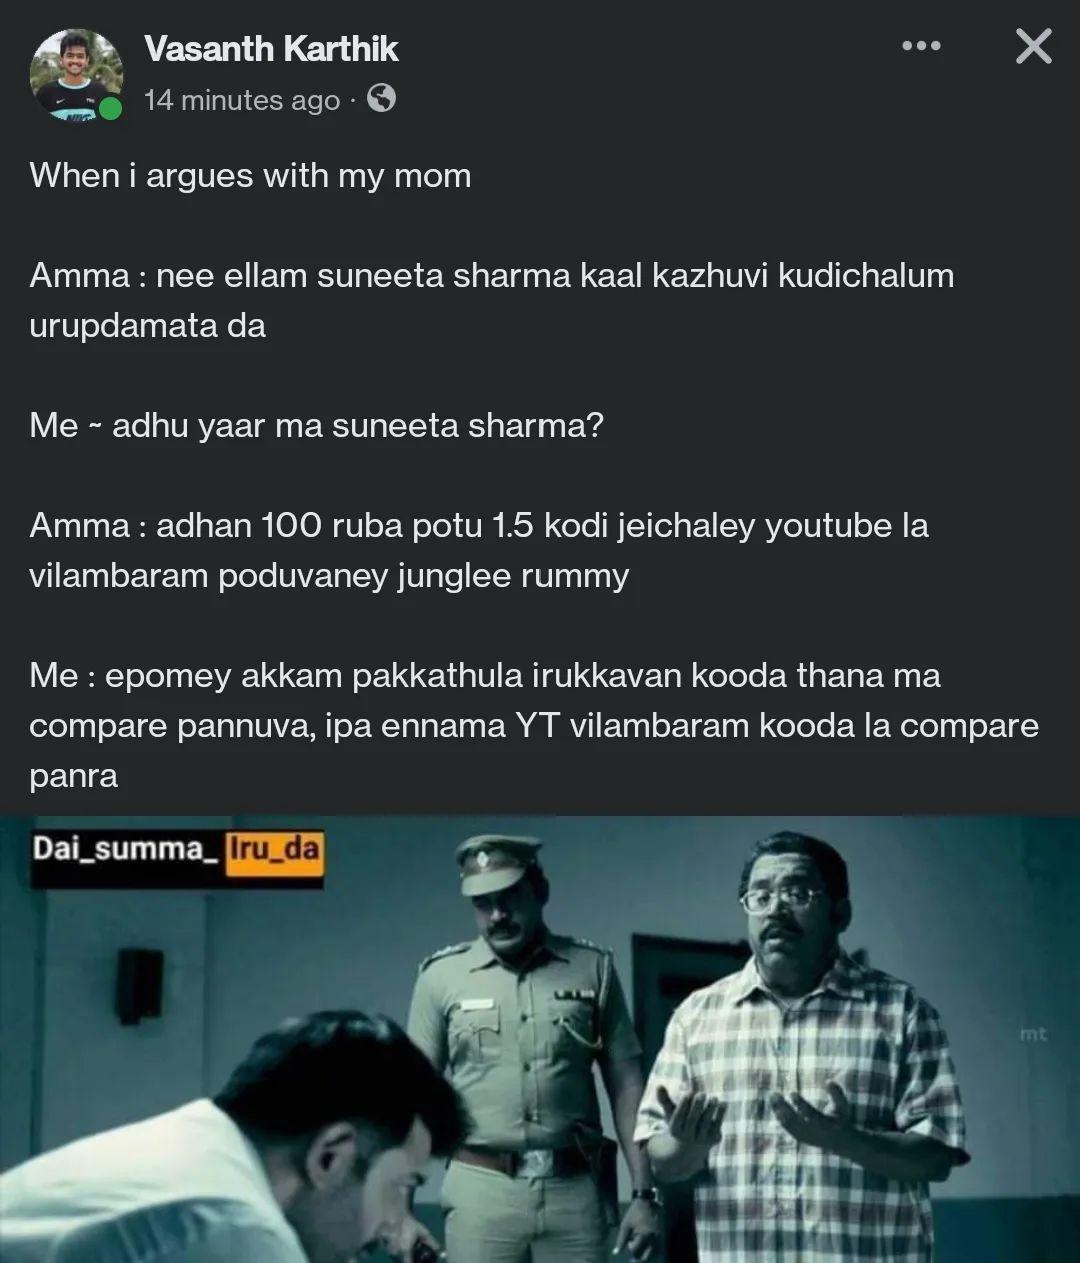 Vasanth Karthik
14 minutes ago ·
When i argues with my mom
Amma : nee ellam suneeta sharma kaal kazhuvi kudichalum
urupdamata da
Me ~ adhu yaar ma suneeta sharma?
Amma : adhan 100 ruba potu 1.5 kodi jeichaley youtube la
vilambaram poduvaney junglee rummy
Me : epomey akkam pakkathula irukkavan kooda thana ma
compare pannuva, ipa ennama YT vilambaram kooda la compare
panra
Dai_summa_Iru_da
mt